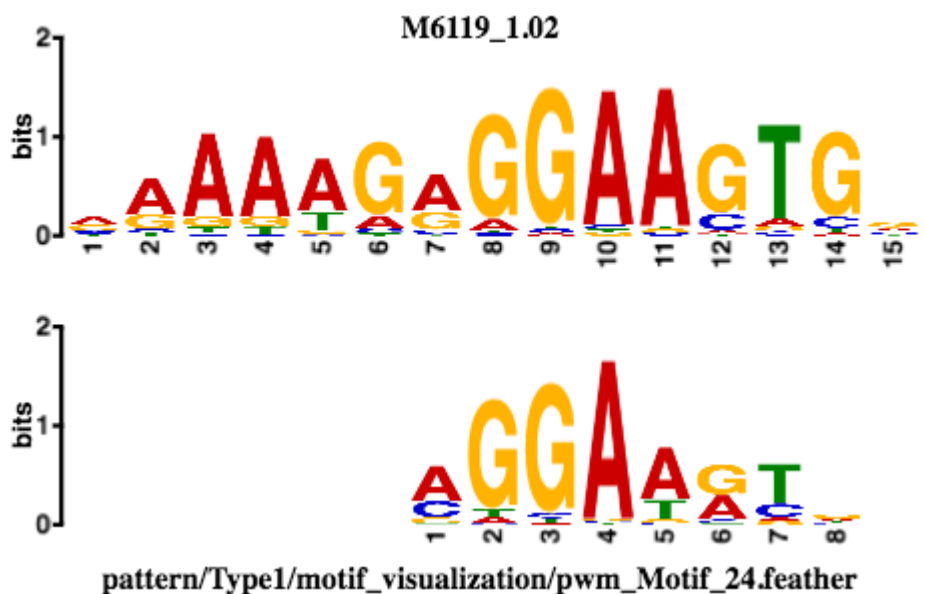 M6119_1.02
2
1
0
bits
AAAAGAGGAAGTG
1 2 3 4 5 6 7 8 9 10 11 12 13 14 15
2
1
0
bits
AGGAAGT
1 2 3 4 5 6 7 8
pattern/Type1/motif_visualization/pwm_Motif_24.feather